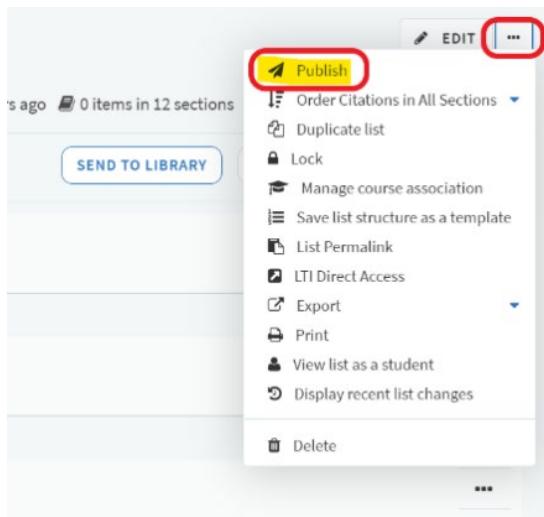 EDIT
Publish
s ago 0 items in 12 sections
Order Citations in All Sections
Duplicate list
SEND TO LIBRARY
Lock
Manage course association
Save list structure as a template
List Permalink
LTI Direct Access
Export
Print
View list as a student
Display recent list changes
Delete